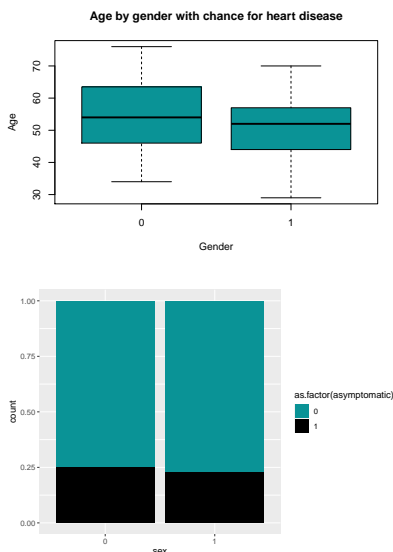 Age by gender with chance for heart disease
Age
70
60
50
40
30
0 1
Gender
count
1.00
0.75
0.50
0.25
0.00
0 1
sex
as.factor(asymptomatic)
0
1